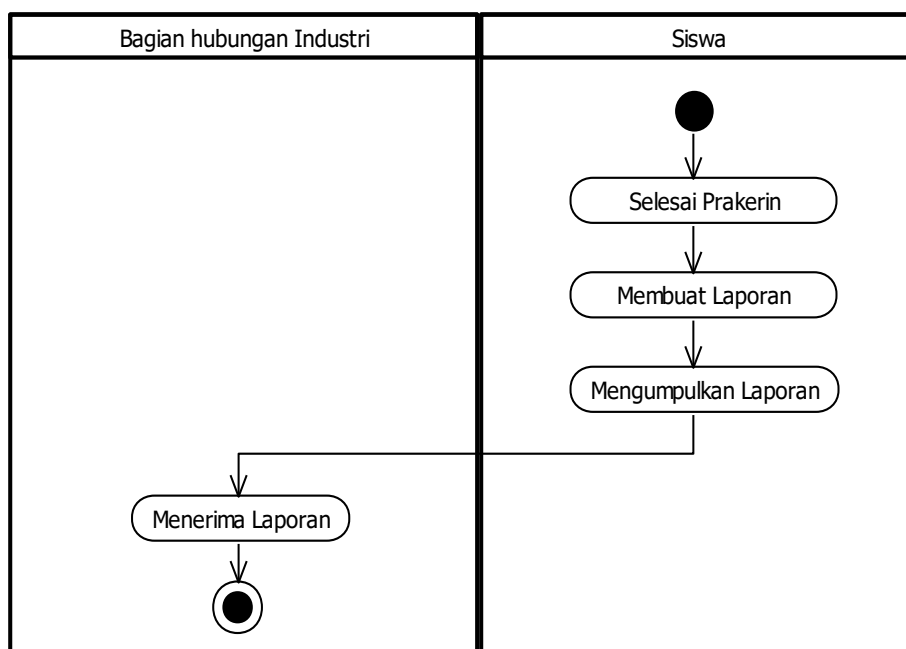 Bagian hubungan Industri
Siswa
Selesai Prakerin
Membuat Laporan
Mengumpulkan Laporan
Menerima Laporan